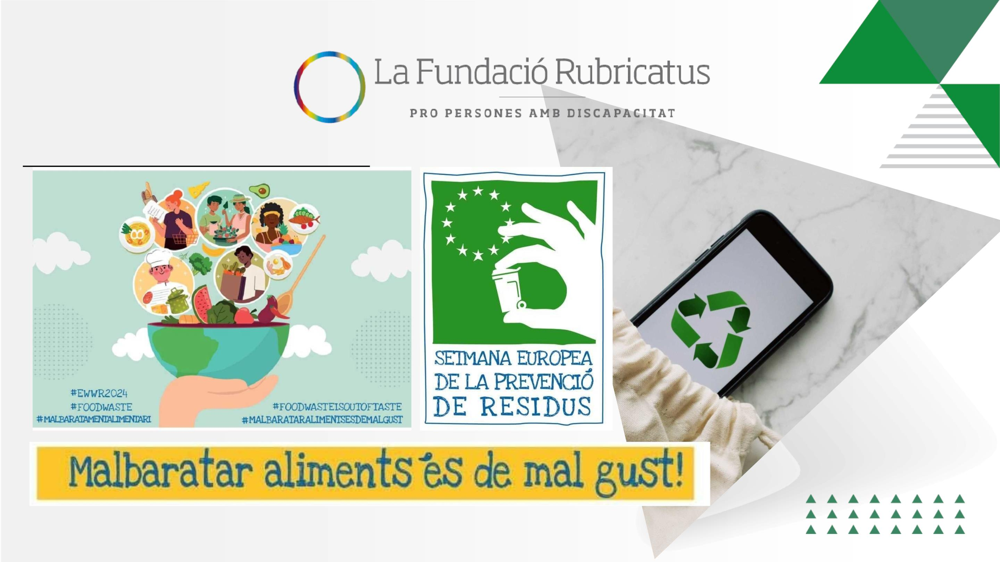 La Fundació Rubricatus
PRO PERSONES AMB DISCAPACITAT
#EWWR2024
#FOODWASTE
#MALBARATAMENTALIMENTARI
#FOODWASTEISOUTOFTASTE
#MALBARATARALIMENTSESDEMALGUST
SETMANA EUROPEA
DE LA PREVENCIÓ
DE RESIDUS
Malbaratar aliments és de mal gust!